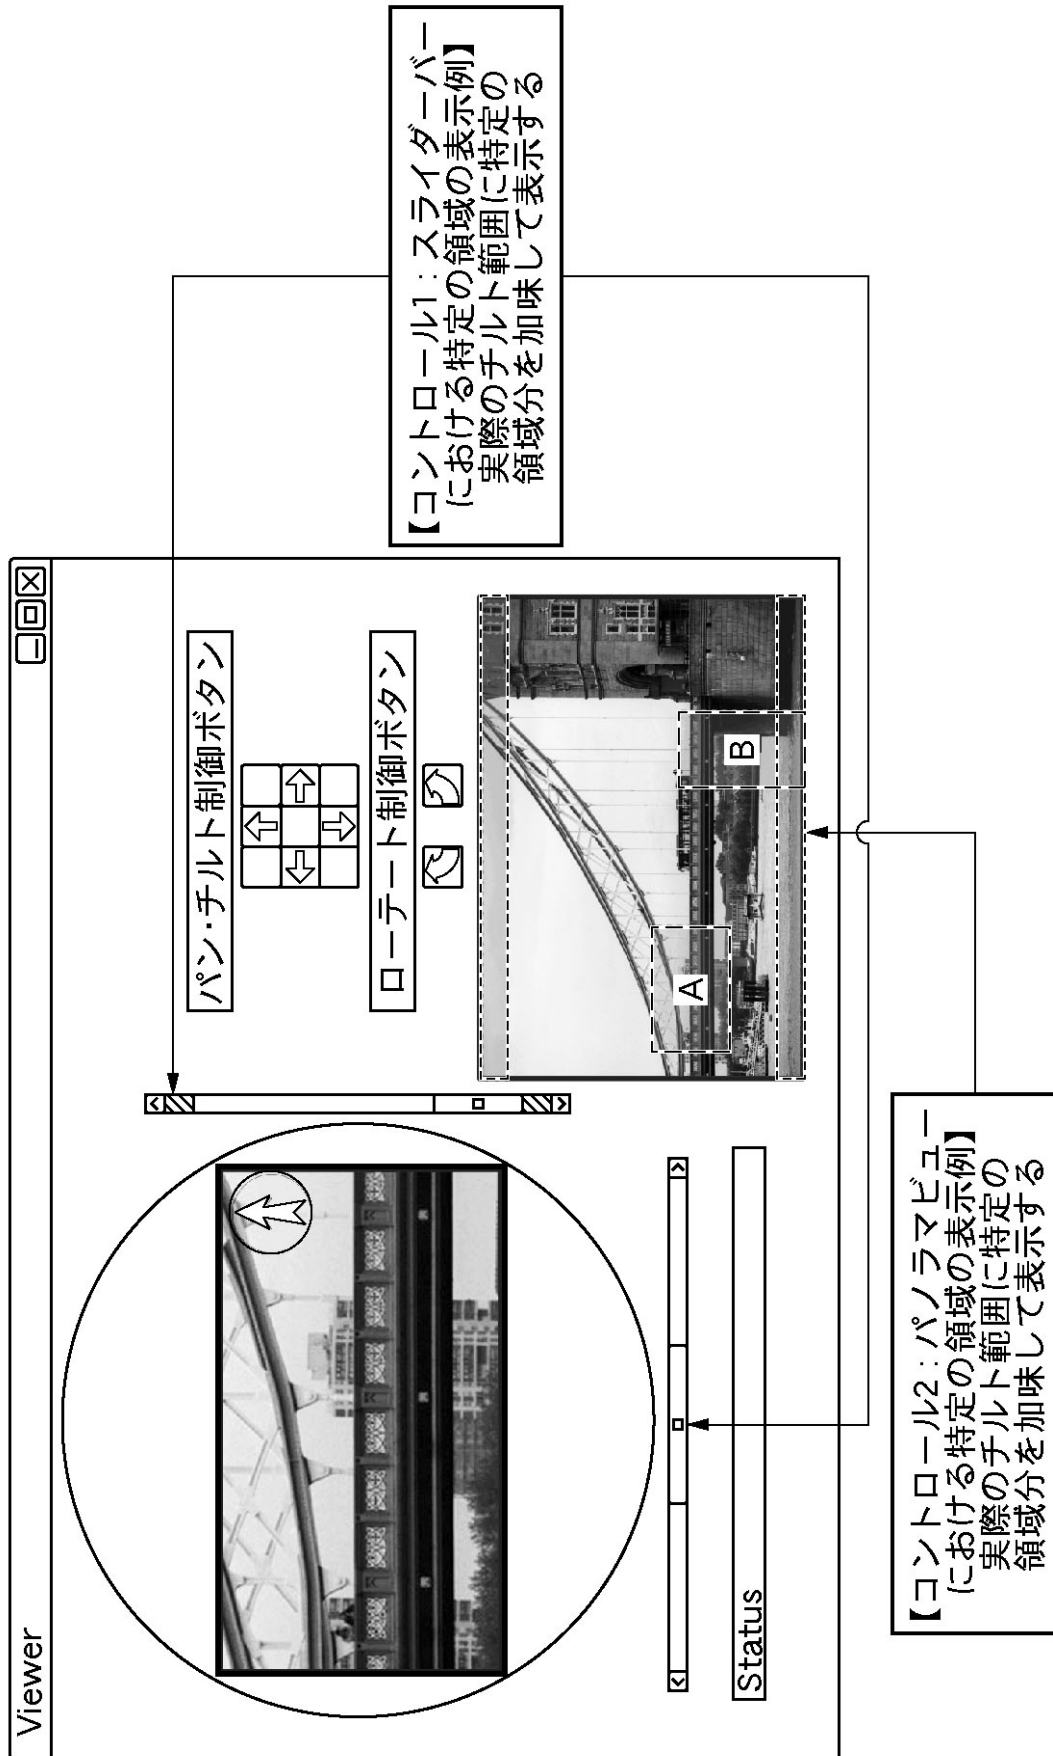 Viewer
パン・チルト制御ボタン
ローテート制御ボタン
A
B
Status
【コントロール1：スライダーバー
における特定の領域の表示例】
実際のチルト範囲に特定の
領域分を加味して表示する
【コントロール2：パノラマビュー
における特定の領域の表示例】
実際のチルト範囲に特定の
領域分を加味して表示する